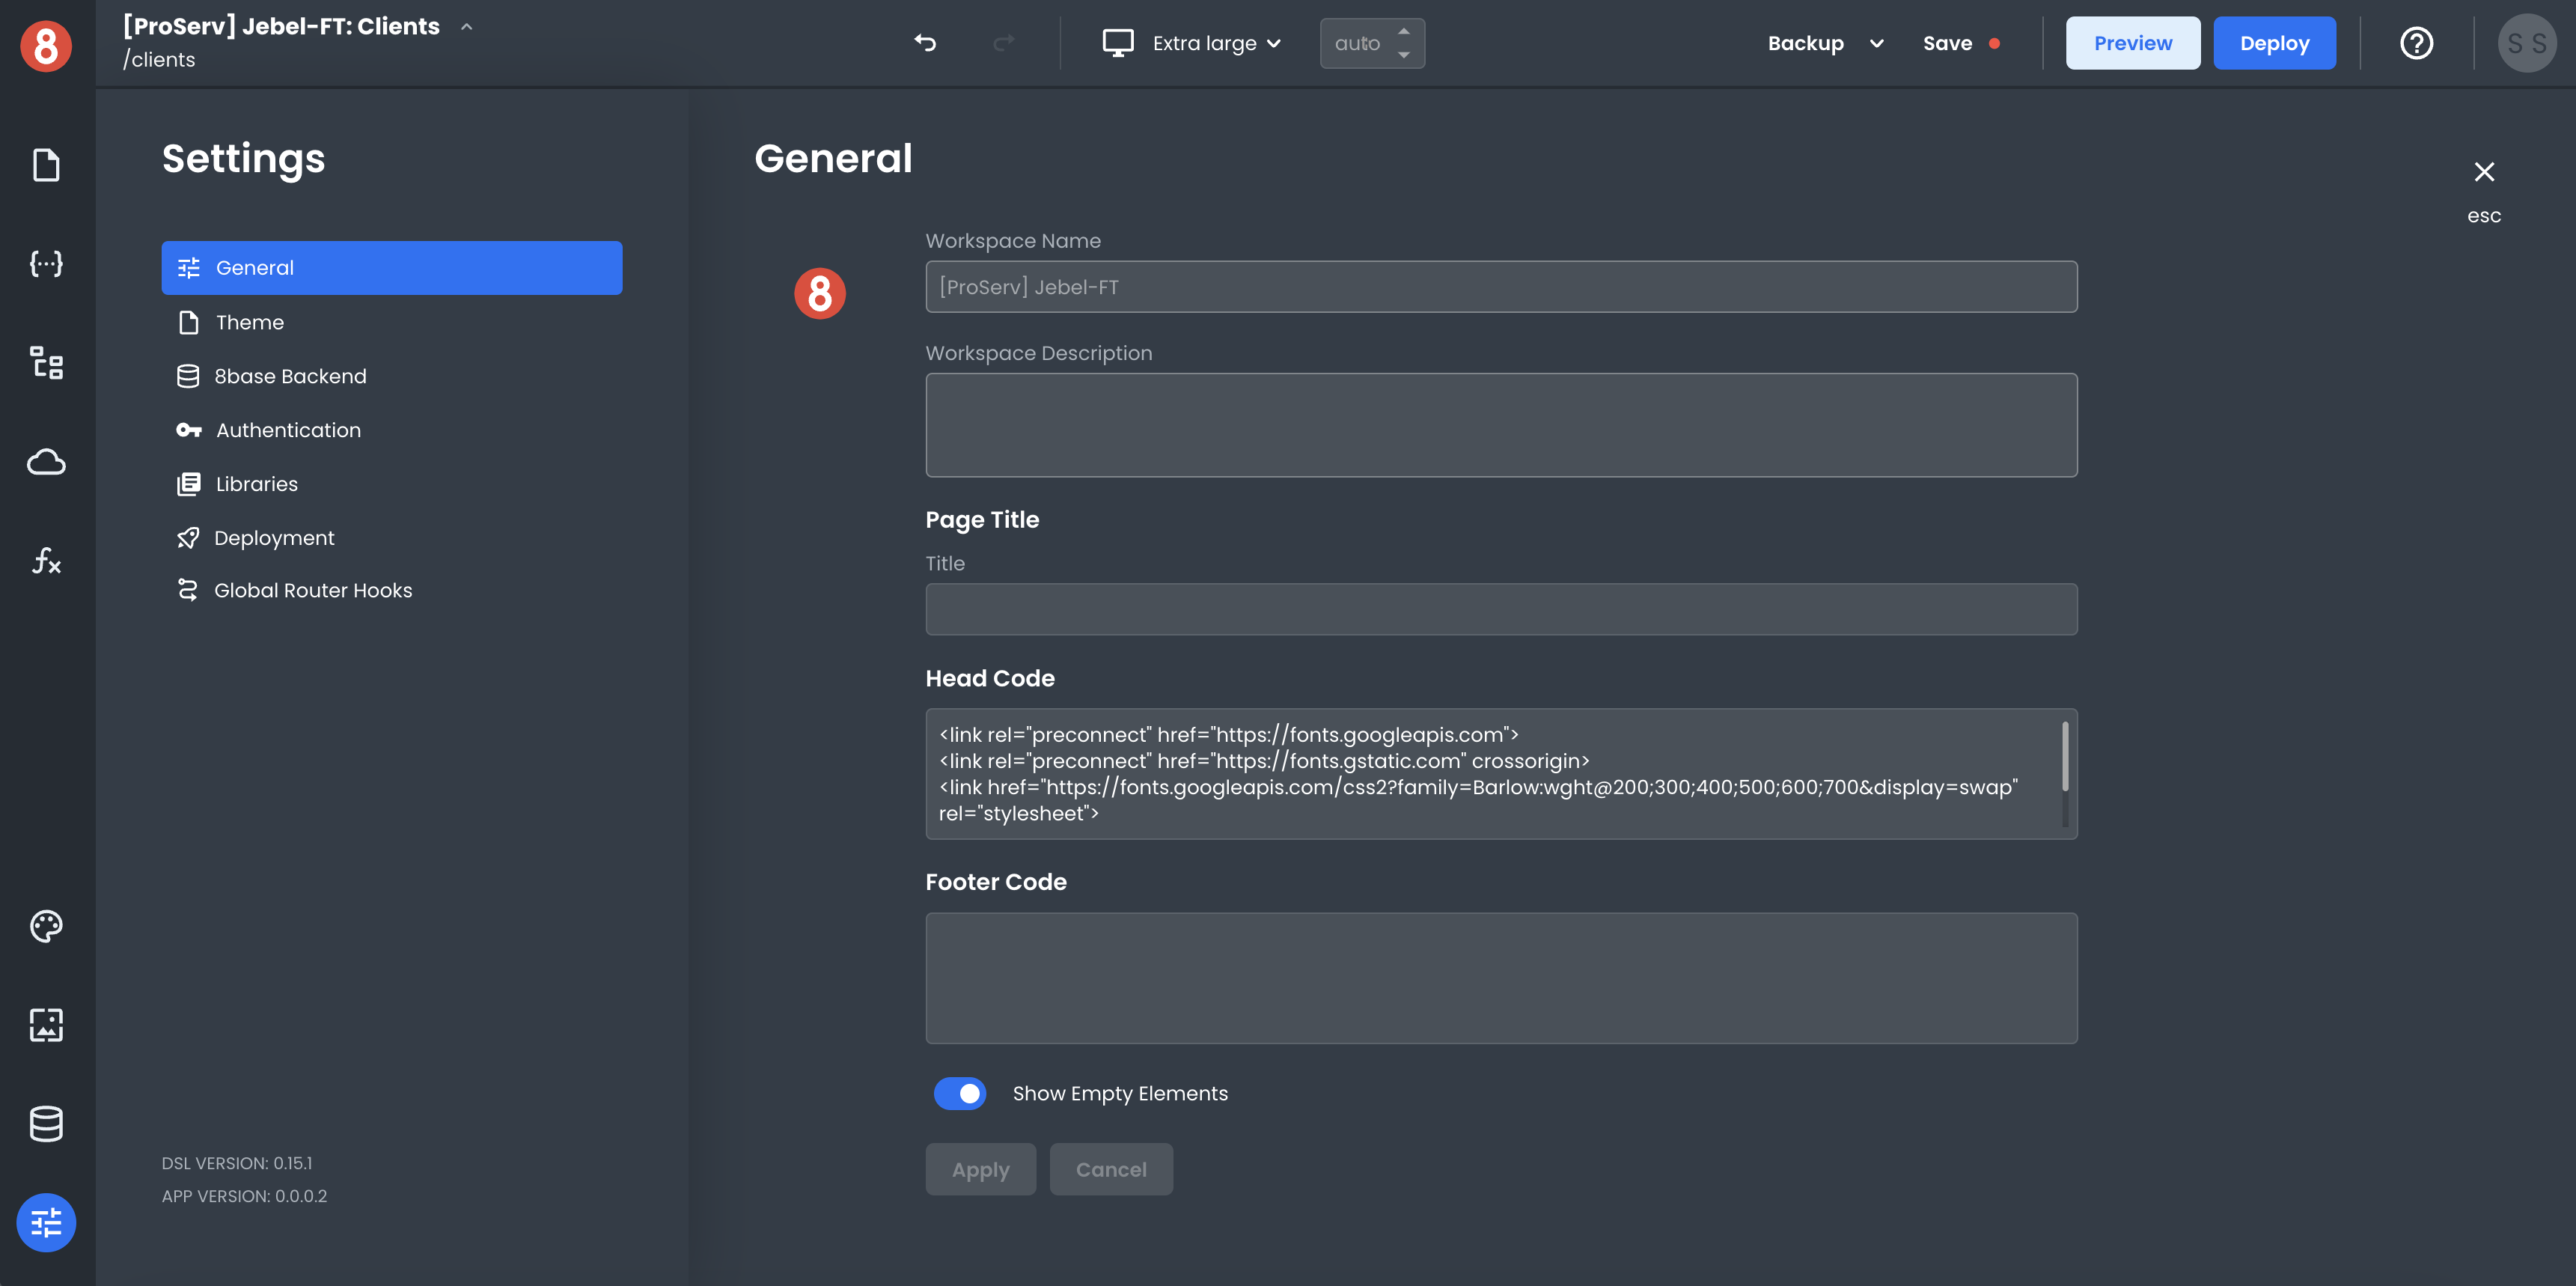 8
[ProServ] Jebel-FT: Clients
/clients
Extra large
auto
Backup
Save
Preview
Deploy
?
S S
Settings
General
Theme
8base Backend
Authentication
Libraries
Deployment
Global Router Hooks
DSL VERSION: 0.15.1
APP VERSION: 0.0.0.2
General
esc
8
Workspace Name
[ProServ] Jebel-FT
Workspace Description
Page Title
Title
Head Code
<link rel="preconnect" href="https://fonts.googleapis.com">
<link rel="preconnect" href="https://fonts.gstatic.com" crossorigin>
<link href="https://fonts.googleapis.com/css2?family=Barlow:wght@200;300;400;500;600;700&display=swap"
rel="stylesheet">
Footer Code
Show Empty Elements
Apply
Cancel